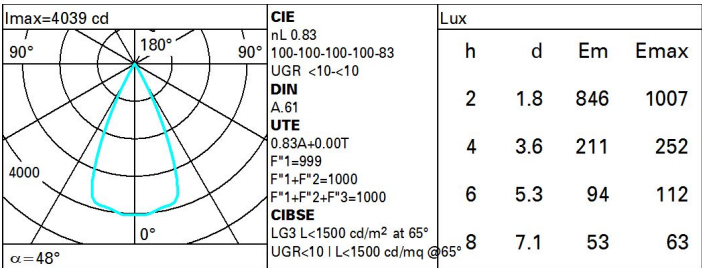 Imax=4039 cd
90° 180° 90°
4000
0°
α=48°
CIE
nL 0.83
100-100-100-100-83
UGR <10-<10
DIN
A.61
UTE
0.83A+0.00T
F"1=999
F"1+F"2=1000
F"1+F"2+F"3=1000
CIBSE
LG3 L<1500 cd/m² at 65°
UGR<10 | L<1500 cd/mq @65°
Lux
h d Em Emax
2 1.8 846 1007
4 3.6 211 252
6 5.3 94 112
8 7.1 53 63